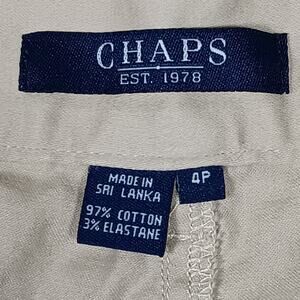 CHAPS
EST. 1978
MADE IN
SRI LANKA
97% COTTON
3% ELASTANE
4P